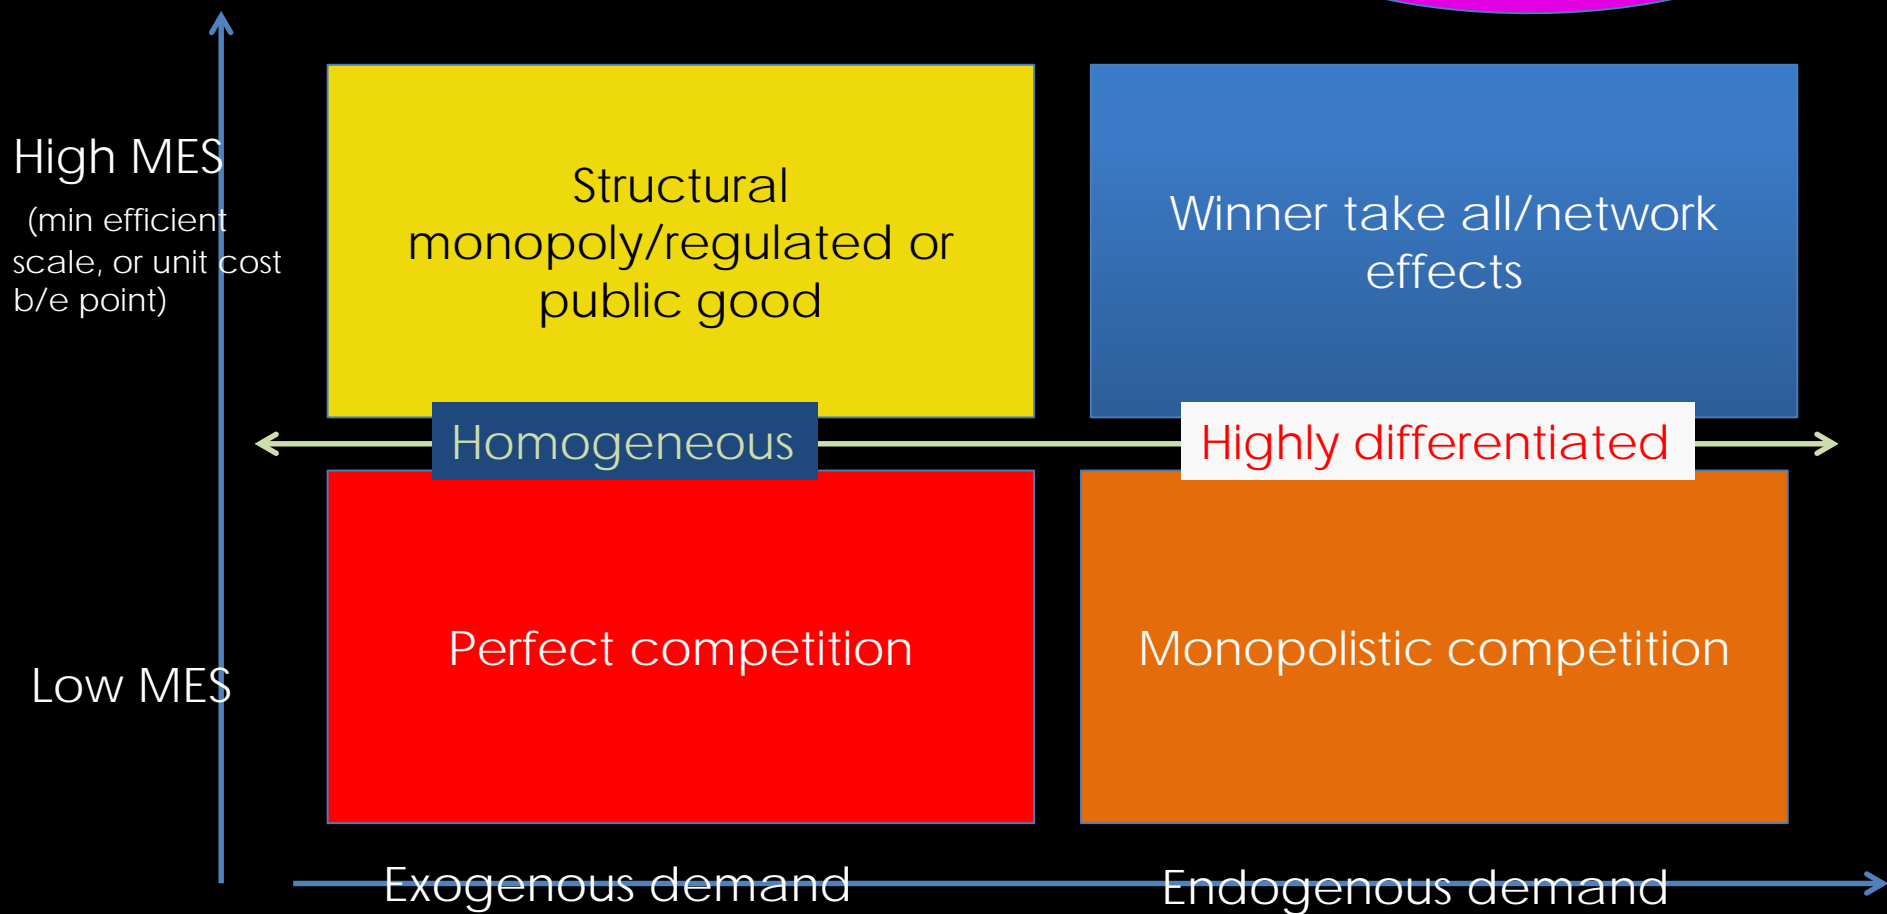 High MES
(min efficient
scale, or unit cost
b/e point)
Structural
monopoly/regulated or
public good
Winner take all/network
effects
Homogeneous
Highly differentiated
Low MES
Perfect competition
Monopolistic competition
Exogenous demand
Endogenous demand